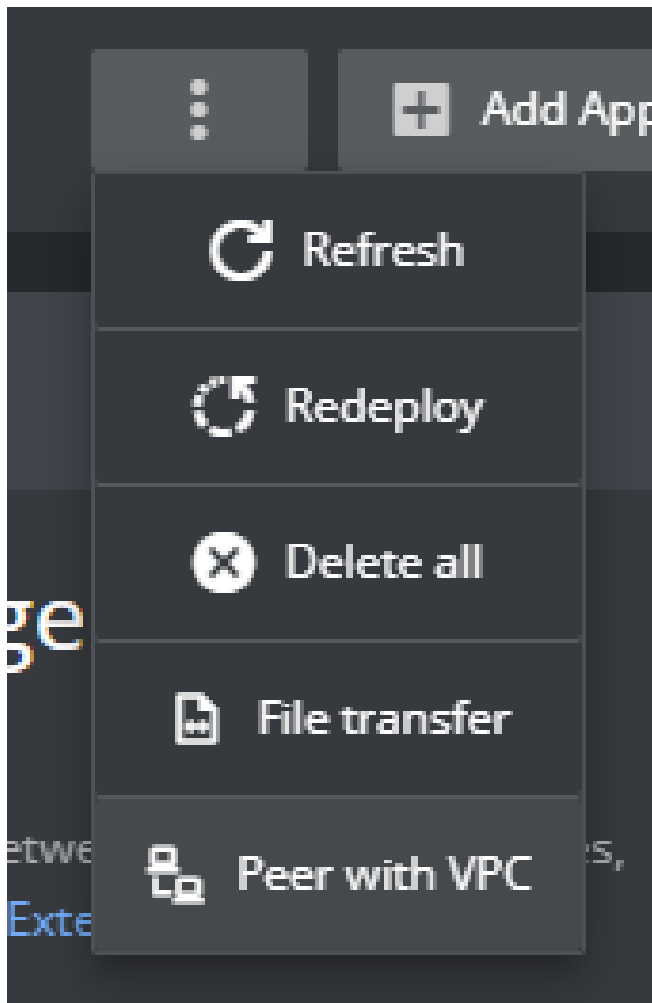 Add App
Refresh
Redeploy
Delete all
ge
File transfer
etwe
s,
Peer with VPC
Exte